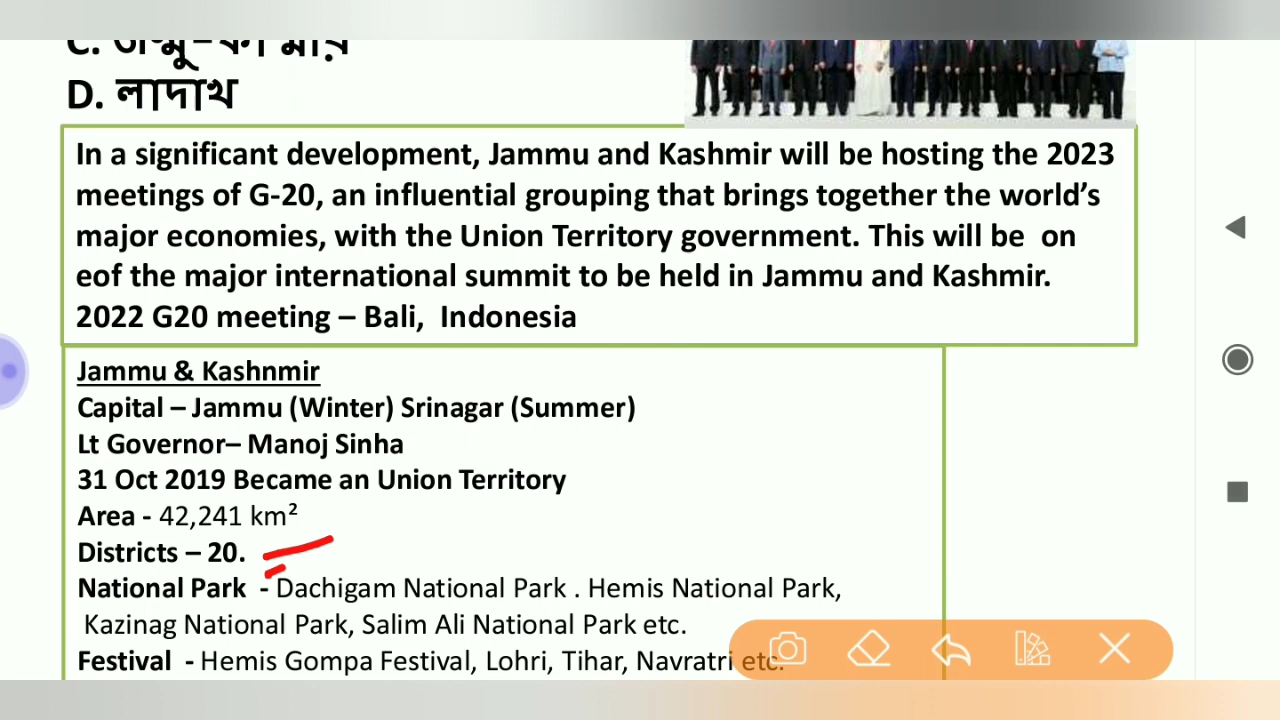 C. জম্মু-কাশ্মীর
D. লাদাখ
In a significant development, Jammu and Kashmir will be hosting the 2023
meetings of G-20, an influential grouping that brings together the world’s
major economies, with the Union Territory government. This will be  on
eof the major international summit to be held in Jammu and Kashmir.
2022 G20 meeting – Bali,  Indonesia
Jammu & Kashnmir
Capital – Jammu (Winter) Srinagar (Summer)
Lt Governor– Manoj Sinha
31 Oct 2019 Became an Union Territory
Area - 42,241 km²
Districts – 20.
National Park  - Dachigam National Park . Hemis National Park,
Kazinag National Park, Salim Ali National Park etc.
Festival  - Hemis Gompa Festival, Lohri, Tihar, Navratri etc.